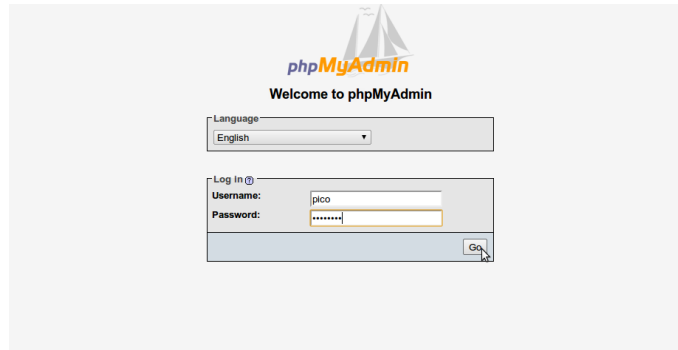 phpMyAdmin
Welcome to phpMyAdmin
Language
English
Log in
Username:
pico
Password:
••••••••
Go